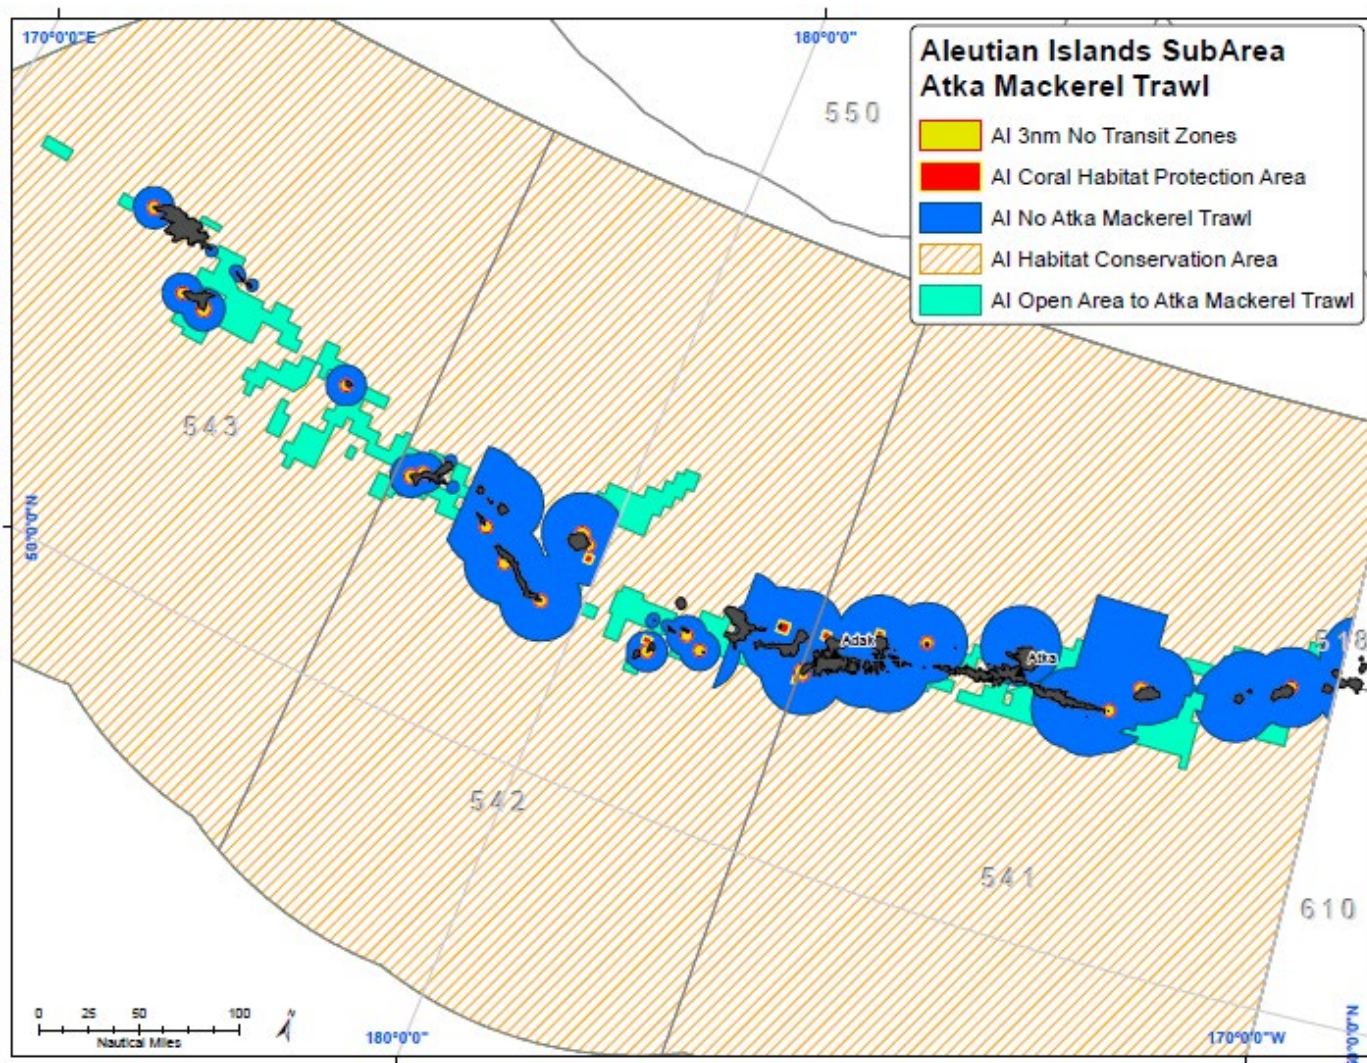 170°0'0"E
180°0'0"
Aleutian Islands SubArea
Atka Mackerel Trawl
AI 3nm No Transit Zones
AI Coral Habitat Protection Area
AI No Atka Mackerel Trawl
AI Habitat Conservation Area
AI Open Area to Atka Mackerel Trawl
550
543
50°0'0"N
Adak
Atka
518
542
541
610
0 25 50 100
Nautical Miles
N
180°0'0"
170°0'0"W